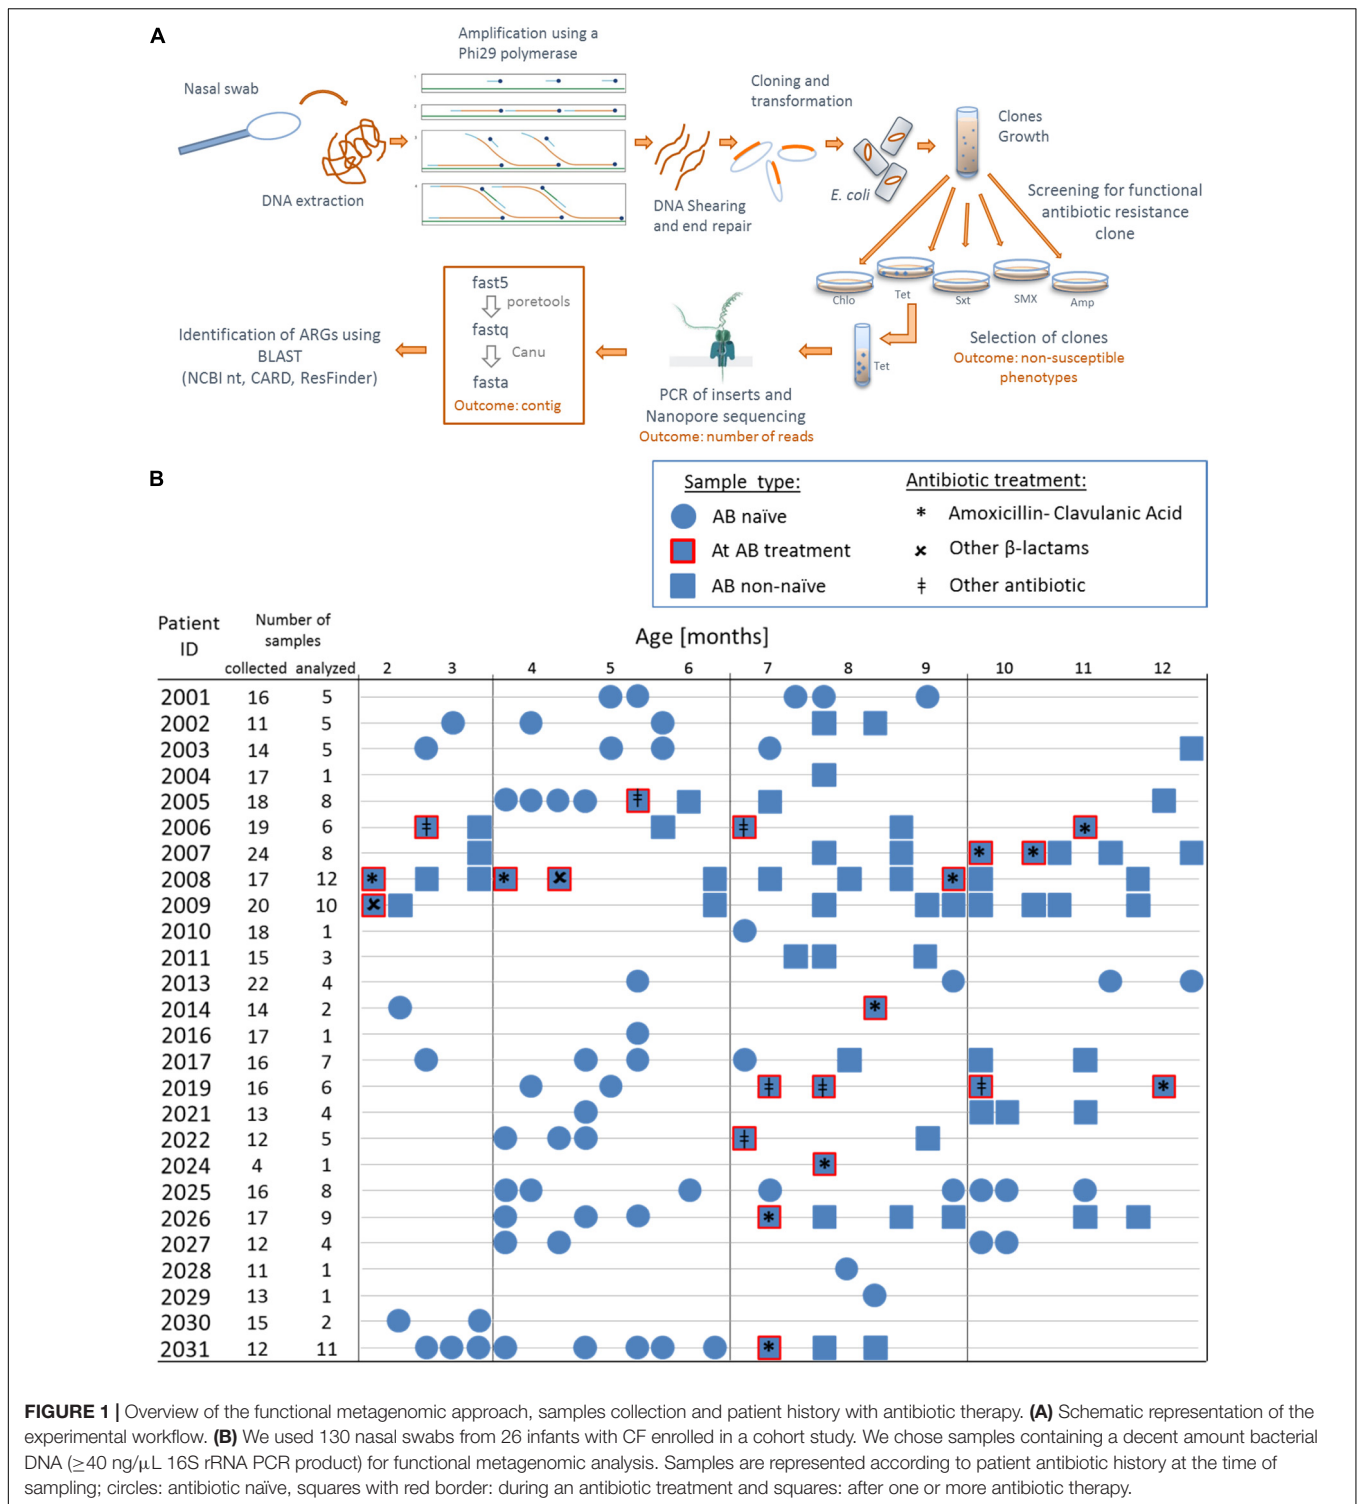 A
Amplification using a
Phi29 polymerase
Nasal swab
DNA extraction
DNA Shearing
and end repair
Cloning and
transformation
E. coli
Clones
Growth
Screening for functional
antibiotic resistance
clone
Chlo
Tet
Sxt
SMX
Amp
Selection of clones
Outcome: non-susceptible
phenotypes
Tet
PCR of inserts and
Nanopore sequencing
Outcome: number of reads
fast5
poretools
fastq
Canu
fasta
Outcome: contig
Identification of ARGs using
BLAST
(NCBI nt, CARD, ResFinder)
B
Sample type:
AB naïve
At AB treatment
AB non-naïve
Antibiotic treatment:
* Amoxicillin- Clavulanic Acid
× Other β-lactams
ǂ Other antibiotic
Patient
ID
Number of
samples
collected analyzed
Age [months]
2 3 4 5 6 7 8 9 10 11 12
2001 16 5
2002 11 5
2003 14 5
2004 17 1
2005 18 8
2006 19 6
2007 24 8
2008 17 12
2009 20 10
2010 18 1
2011 15 3
2013 22 4
2014 14 2
2016 17 1
2017 16 7
2019 16 6
2021 13 4
2022 12 5
2024 4 1
2025 16 8
2026 17 9
2027 12 4
2028 11 1
2029 13 1
2030 15 2
2031 12 11
FIGURE 1 | Overview of the functional metagenomic approach, samples collection and patient history with antibiotic therapy. (A) Schematic representation of the
experimental workflow. (B) We used 130 nasal swabs from 26 infants with CF enrolled in a cohort study. We chose samples containing a decent amount bacterial
DNA (≥40 ng/μL 16S rRNA PCR product) for functional metagenomic analysis. Samples are represented according to patient antibiotic history at the time of
sampling; circles: antibiotic naïve, squares with red border: during an antibiotic treatment and squares: after one or more antibiotic therapy.